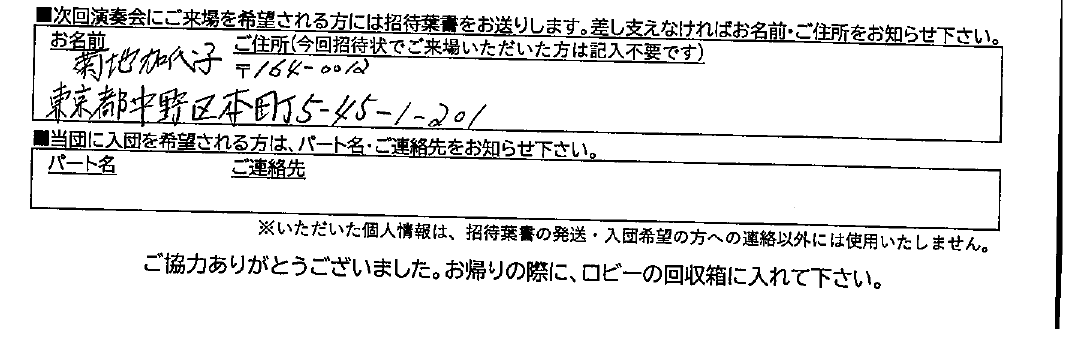 ■次回演奏会にご来場を希望される方には招待葉書をお送りします。差し支えなければお名前・ご住所をお知らせ下さい。
お名前 ご住所(今回招待状でご来場いただいた方は記入不要です)
菊地加代子 〒164-0012
東京都中野区本町5-45-1-201
■当団に入団を希望される方は、パート名・ご連絡先をお知らせ下さい。
パート名 ご連絡先
※いただいた個人情報は、招待葉書の発送・入団希望の方への連絡以外には使用いたしません。
ご協力ありがとうございました。お帰りの際に、ロビーの回収箱に入れて下さい。